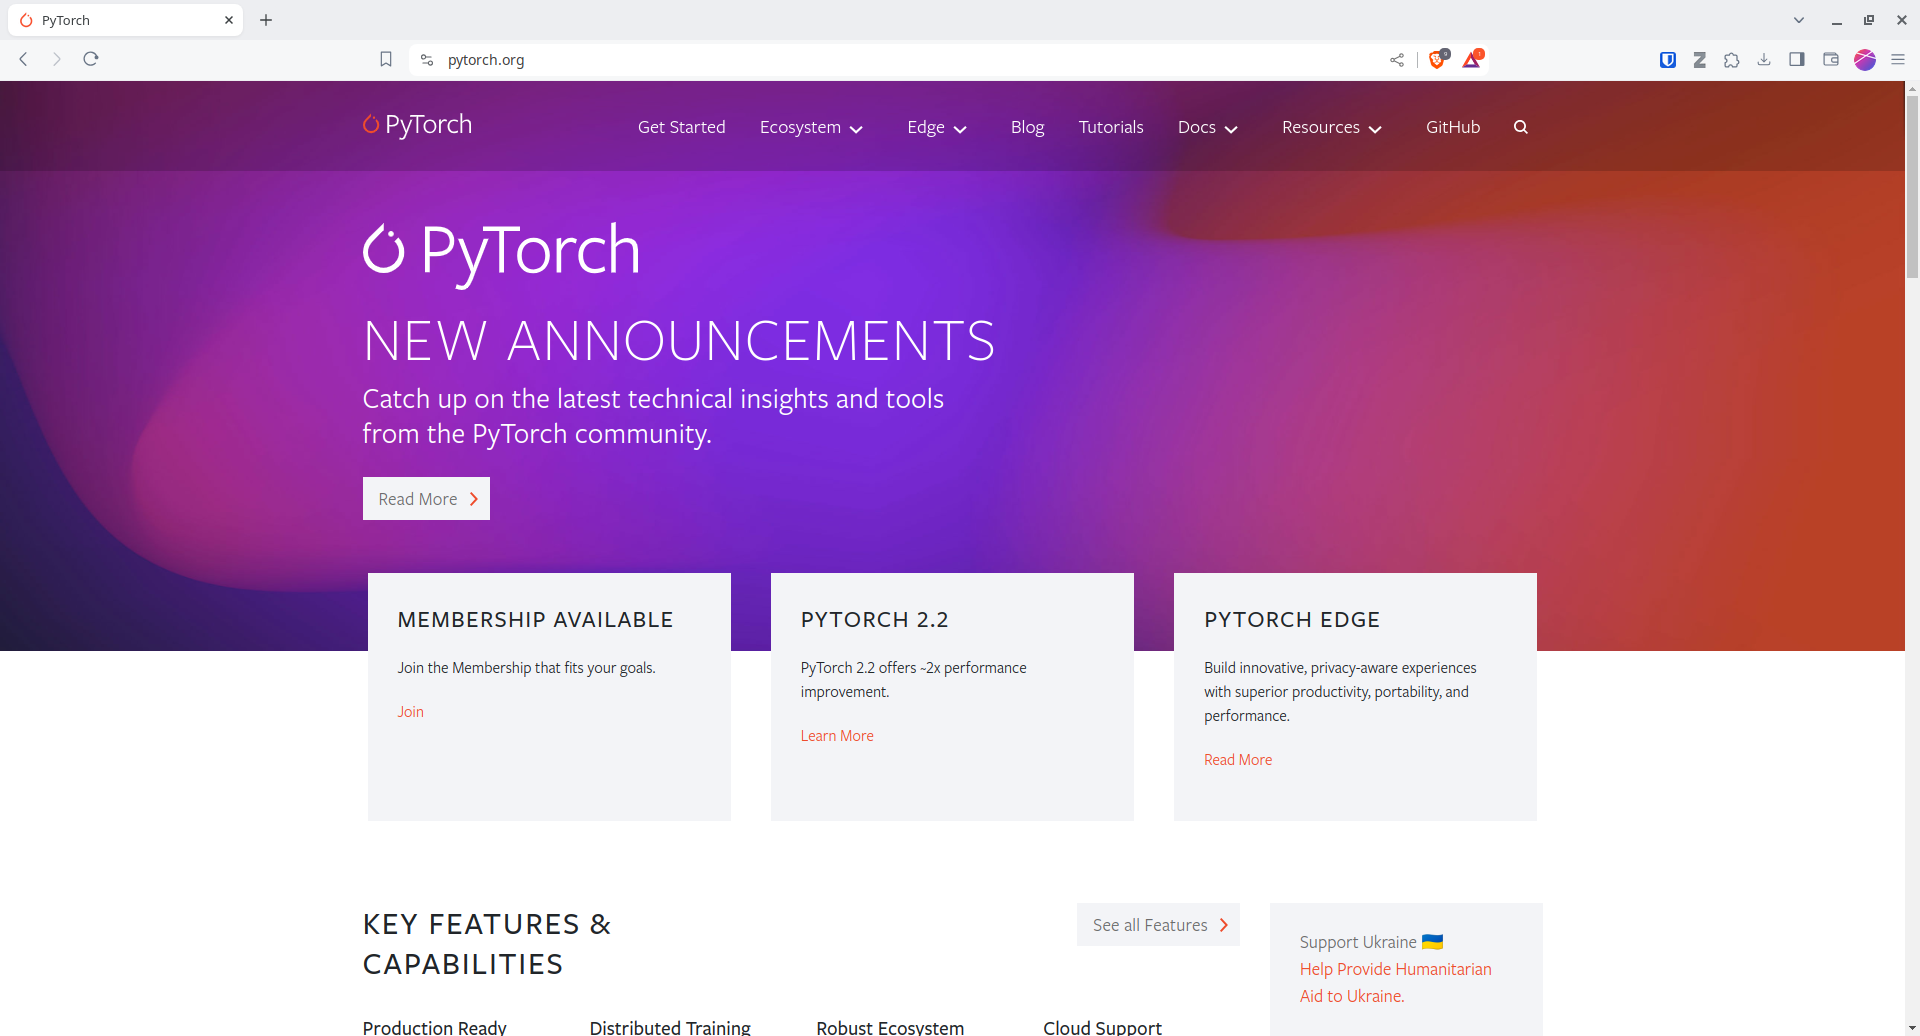 PyTorch
pytorch.org
9
1
PyTorch
Get Started
Ecosystem
Edge
Blog
Tutorials
Docs
Resources
GitHub
PyTorch
NEW ANNOUNCEMENTS
Catch up on the latest technical insights and tools
from the PyTorch community.
Read More
MEMBERSHIP AVAILABLE
Join the Membership that fits your goals.
Join
PYTORCH 2.2
PyTorch 2.2 offers ~2x performance
improvement.
Learn More
PYTORCH EDGE
Build innovative, privacy-aware experiences
with superior productivity, portability, and
performance.
Read More
KEY FEATURES &
CAPABILITIES
See all Features
Support Ukraine 🇺🇦
Help Provide Humanitarian
Aid to Ukraine.
Production Ready
Distributed Training
Robust Ecosystem
Cloud Support